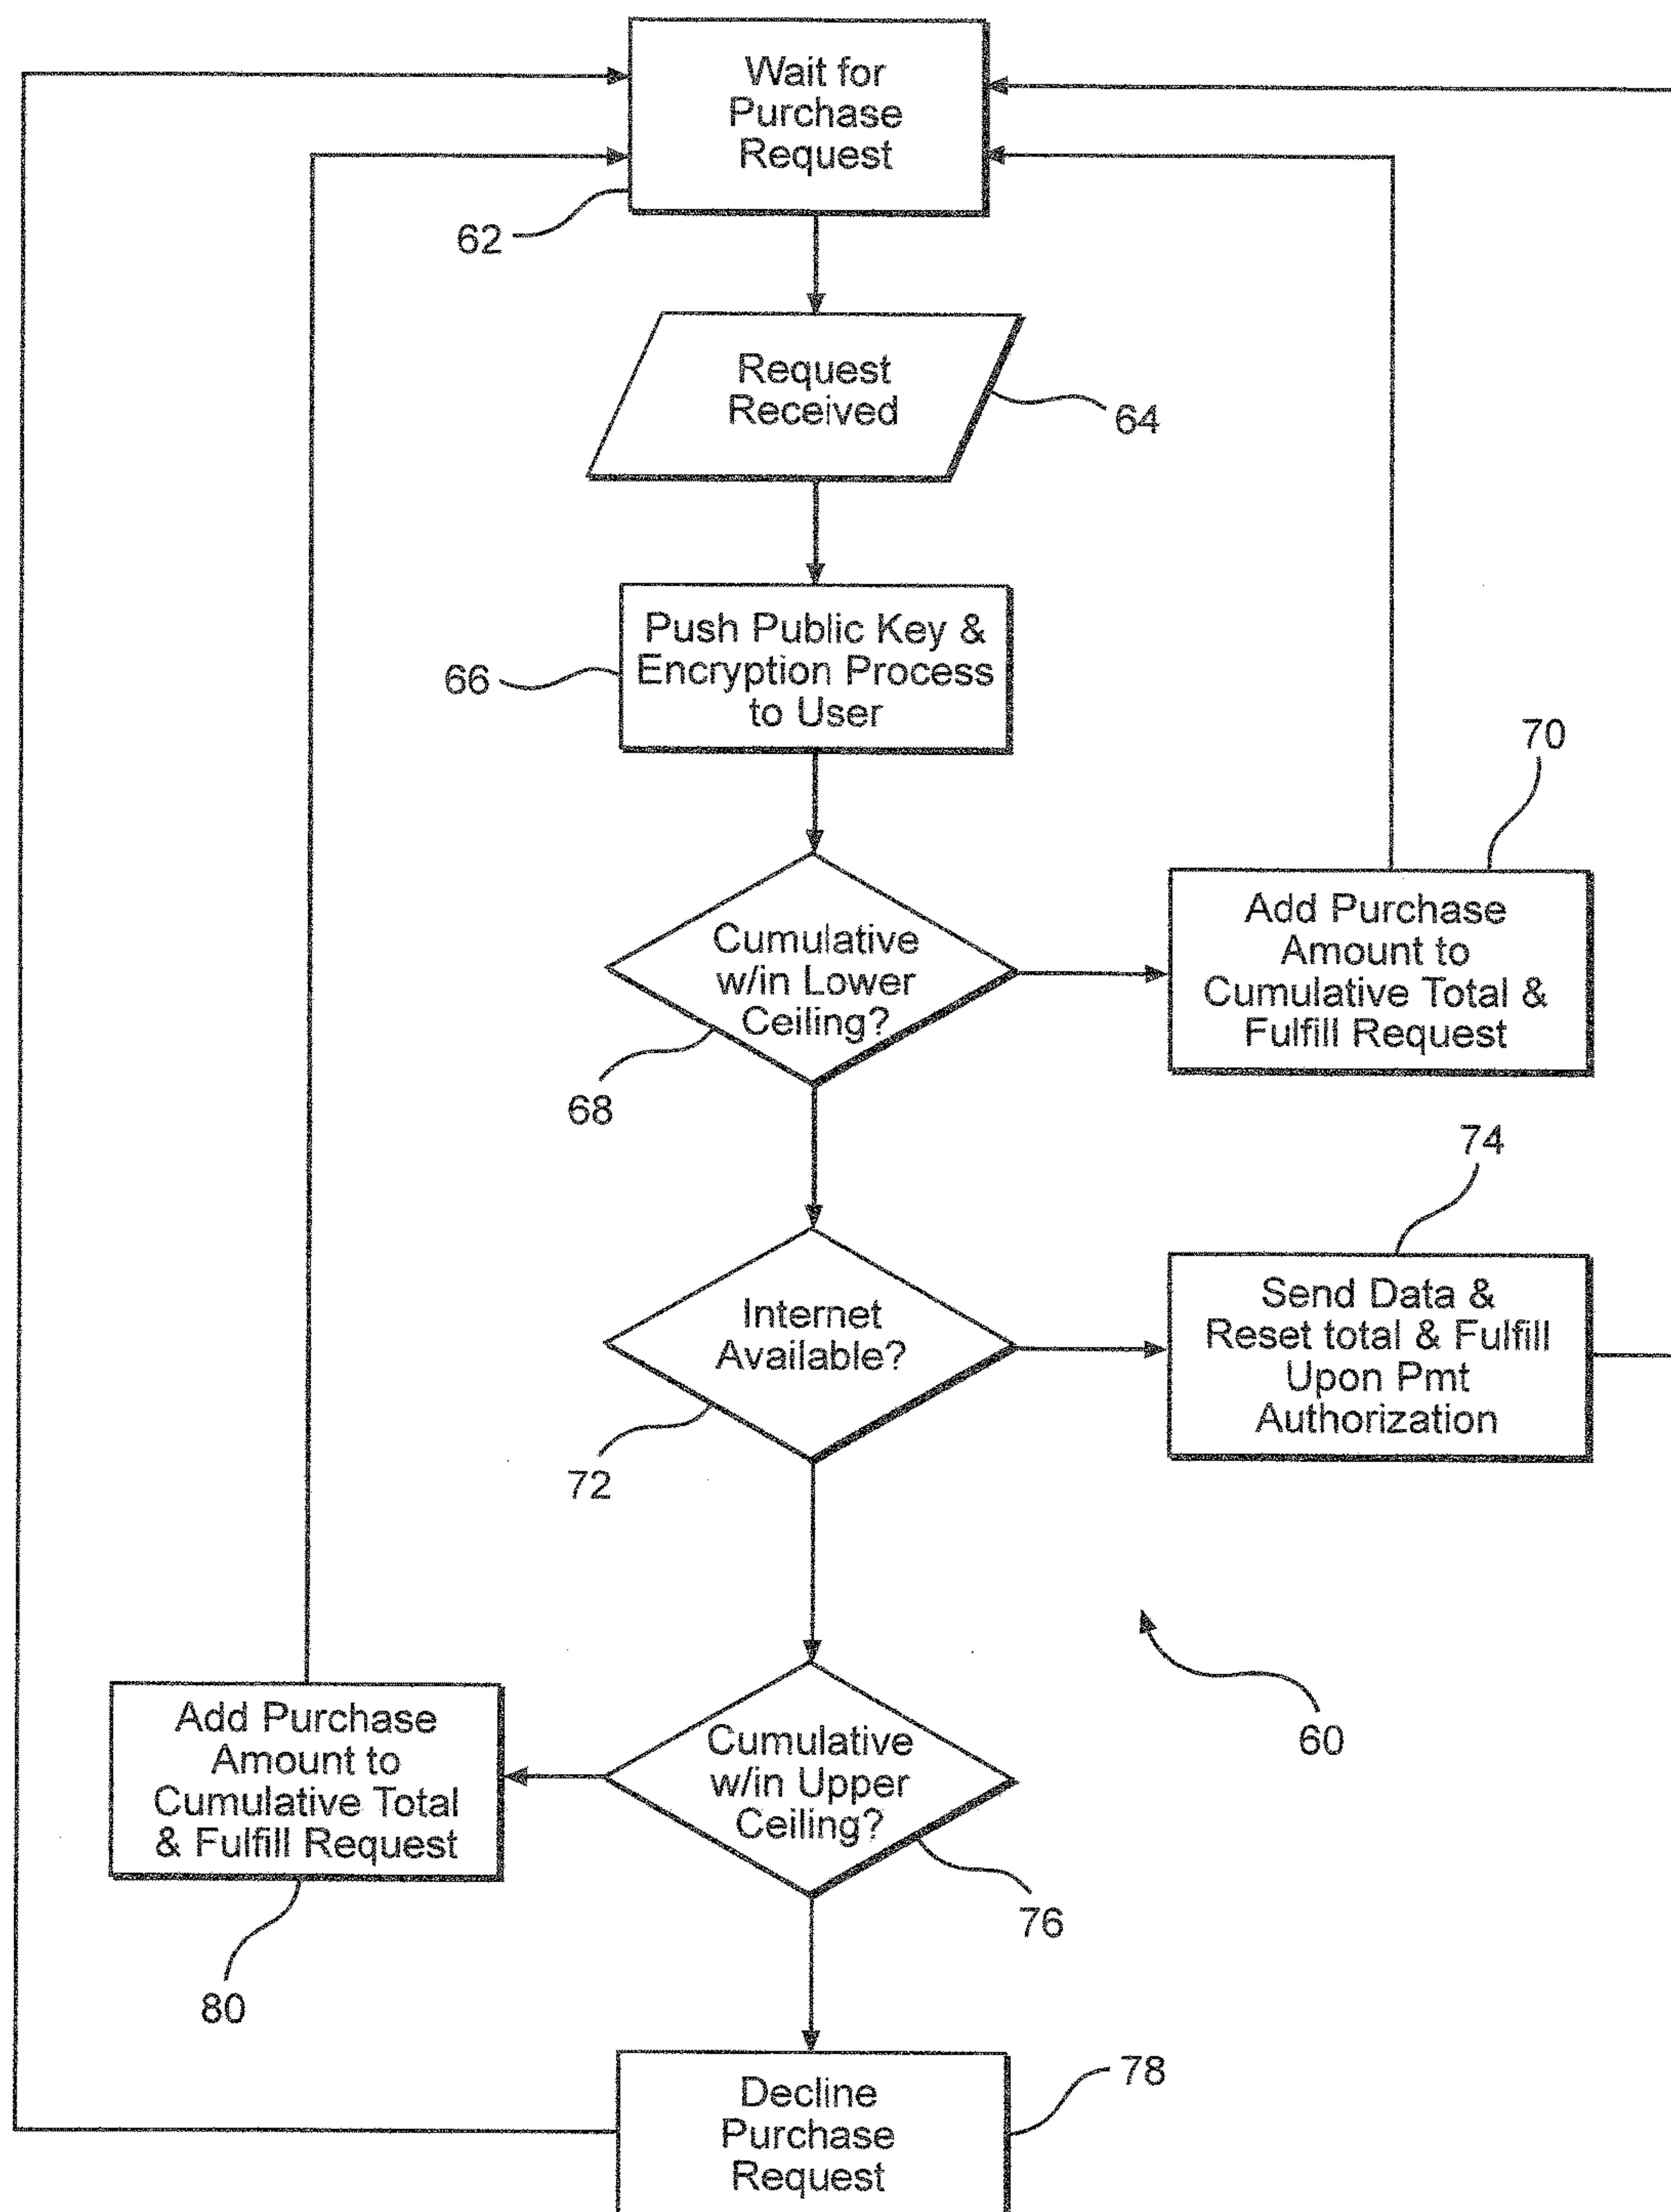 Wait for
Purchase
Request
62
Request
Received
64
Push Public Key &
Encryption Process
to User
66
70
Cumulative
w/in Lower
Ceiling?
68
Add Purchase
Amount to
Cumulative Total &
Fulfill Request
74
Internet
Available?
72
Send Data &
Reset total & Fulfill
Upon Pmt
Authorization
60
Add Purchase
Amount to
Cumulative Total
& Fulfill Request
80
Cumulative
w/in Upper
Ceiling?
76
Decline
Purchase
Request
78